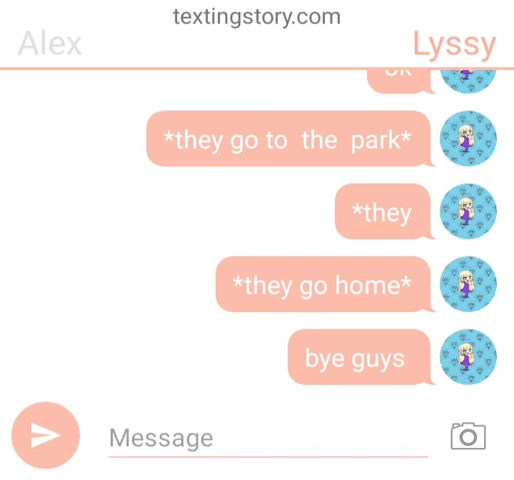 textingstory.com
Alex Lyssy
*they go to  the  park*
*they
*they go home*
bye guys
Message